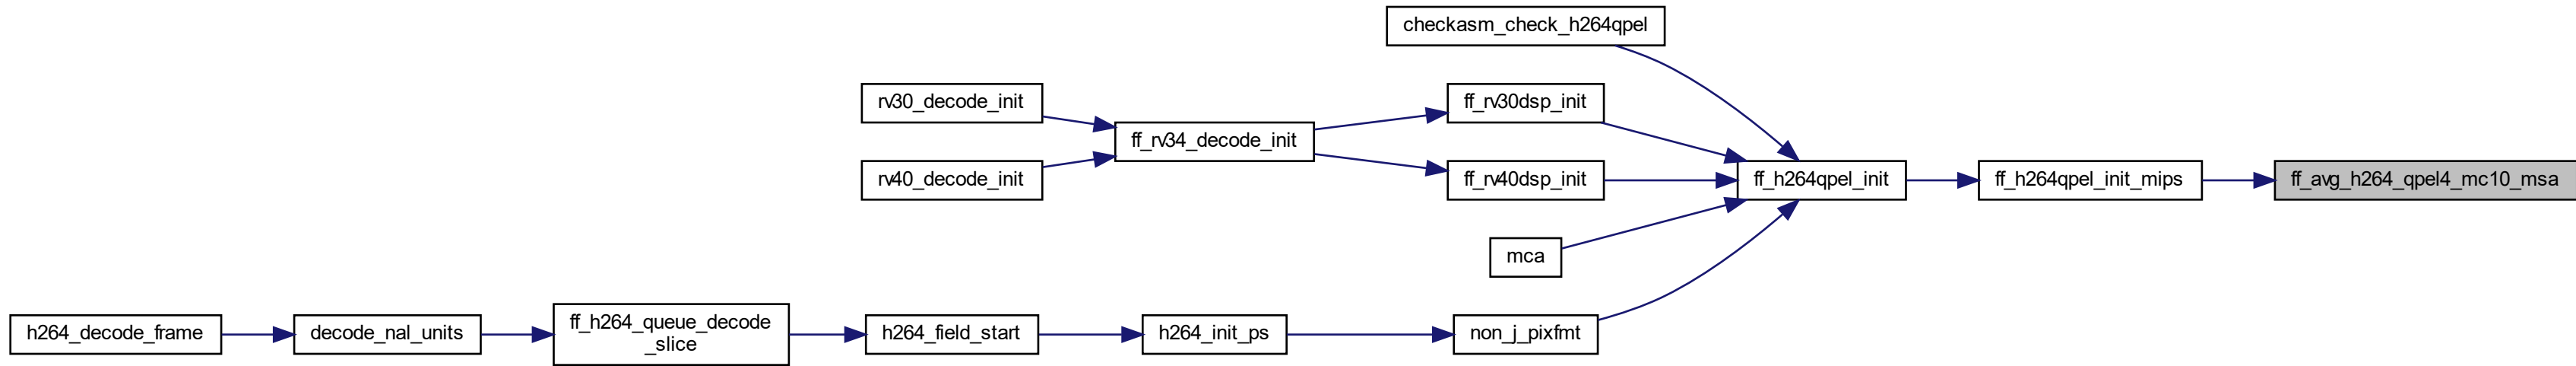 checkasm_check_h264qpel
rv30_decode_init
ff_rv30dsp_init
ff_rv34_decode_init
rv40_decode_init
ff_rv40dsp_init
ff_h264qpel_init
ff_h264qpel_init_mips
ff_avg_h264_qpel4_mc10_msa
mca
h264_decode_frame
decode_nal_units
ff_h264_queue_decode
_slice
h264_field_start
h264_init_ps
non_j_pixfmt